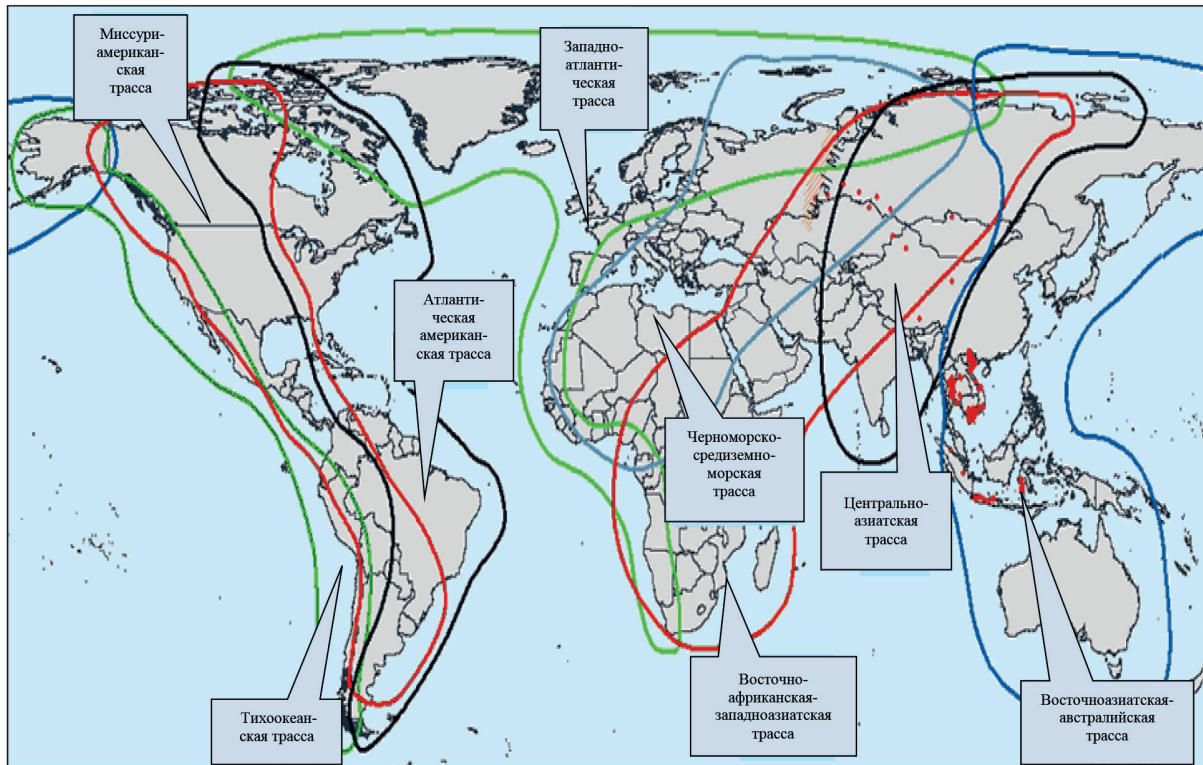 Миссури-
американ-
ская
трасса
Западно-
атланти-
ческая
трасса
Атланти-
ческая
американ-
ская трасса
Черноморско-
средиземно-
морская
трасса
Центрально-
азиатская
трасса
Тихоокеан-
ская трасса
Восточно-
африканская-
западноазиатская
трасса
Восточноазиатская-
австралийская
трасса